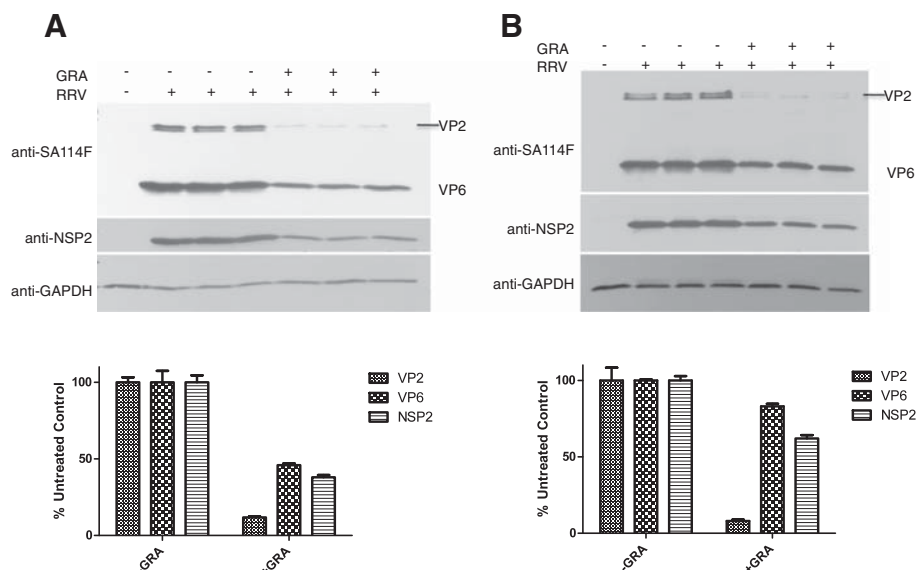 A
GRA - - - - + + +
RRV - + + + + + +
anti-SA114F
VP2
VP6
anti-NSP2
anti-GAPDH
% Untreated Control
100
50
0
-GRA
+GRA
VP2
VP6
NSP2
B
GRA - - - - + + +
RRV - + + + + + +
anti-SA114F
VP2
VP6
anti-NSP2
anti-GAPDH
% Untreated Control
100
50
0
-GRA
+GRA
VP2
VP6
NSP2